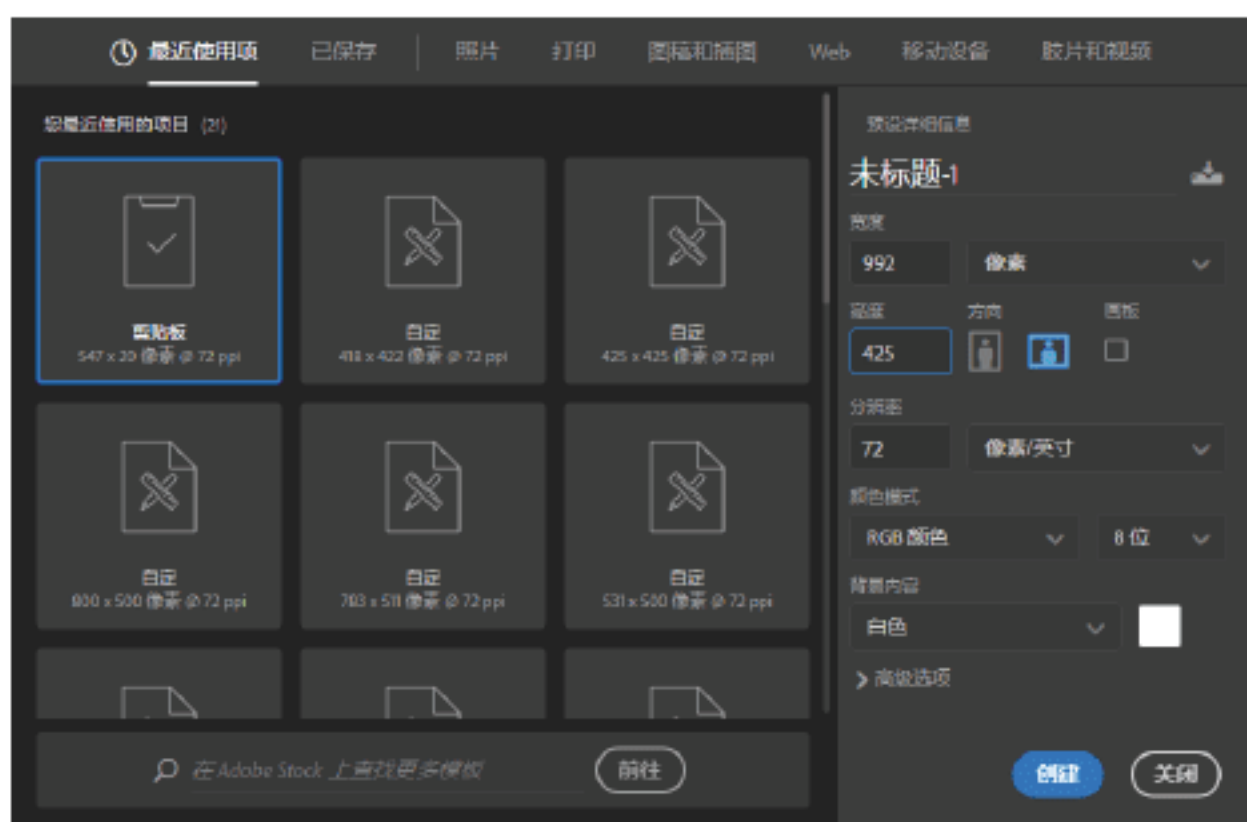 最近使用项 已保存 照片 打印 图稿和插图 Web 移动设备 胶片和视频
您最近使用的项目 (21)
剪贴板
547 x 20 像素 @ 72 ppi
自定
418 x 422 像素 @ 72 ppi
自定
425 x 425 像素 @ 72 ppi
自定
800 x 500 像素 @ 72 ppi
自定
783 x 511 像素 @ 72 ppi
自定
531 x 500 像素 @ 72 ppi
在 Adobe Stock 上查找更多模板 前往
预设详细信息
未标题-1
宽度
992 像素
高度 方向 画板
425
分辨率
72 像素/英寸
颜色模式
RGB 颜色 8 位
背景内容
白色
高级选项
创建 关闭